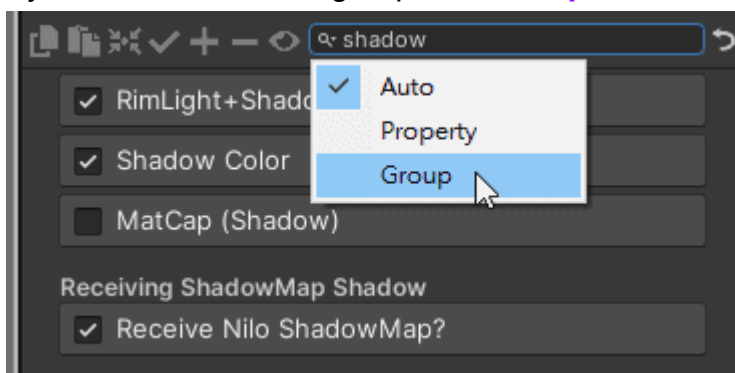 shadow
RimLight+Shado
Auto
Property
Shadow Color
Group
MatCap (Shadow)
Receiving ShadowMap Shadow
Receive Nilo ShadowMap?